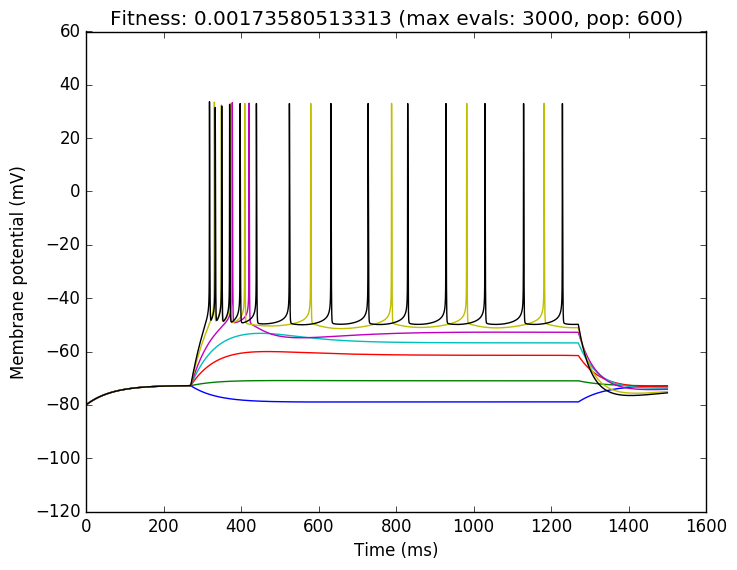 Fitness: 0.00173580513313 (max evals: 3000, pop: 600)
60
40
20
0
−20
−40
−60
−80
−100
−120
Membrane potential (mV)
0 200 400 600 800 1000 1200 1400 1600
Time (ms)